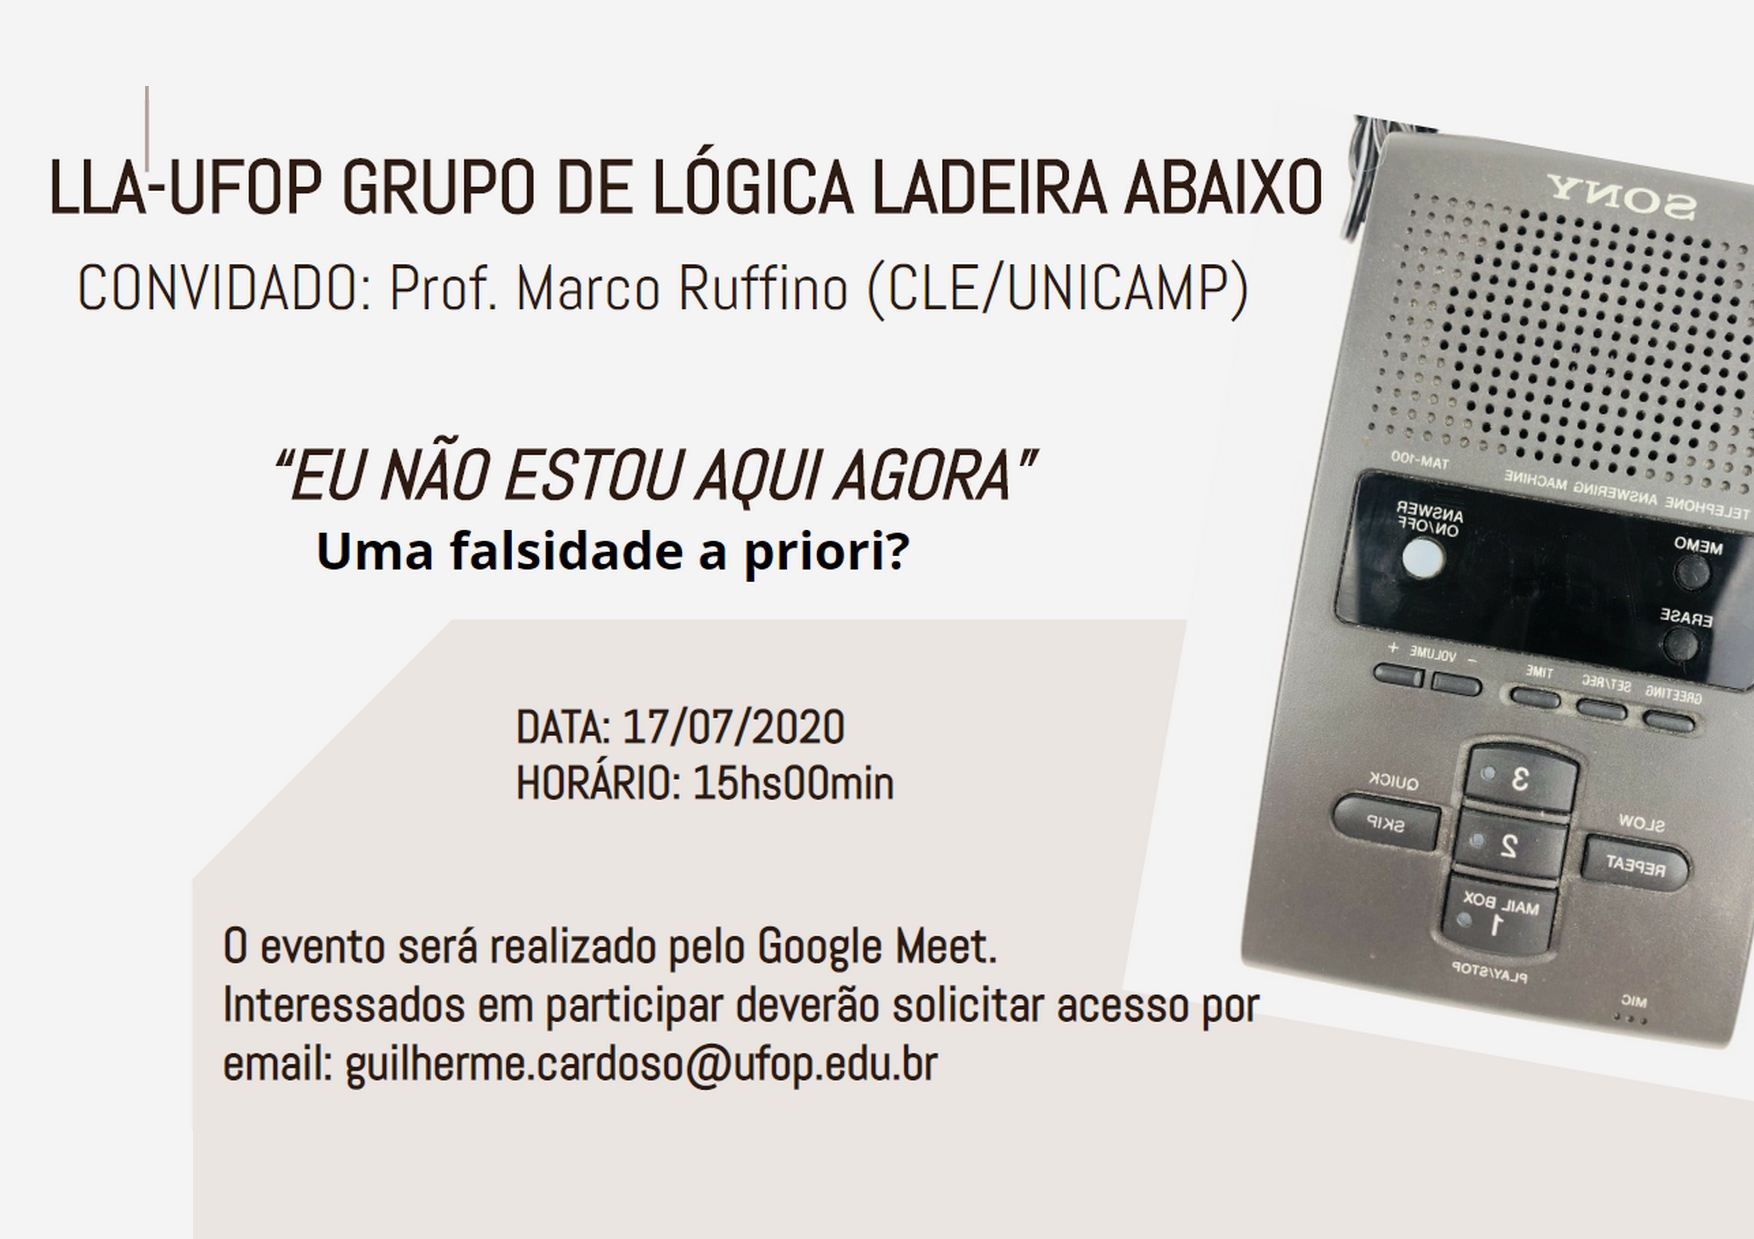 LLA-UFOP GRUPO DE LÓGICA LADEIRA ABAIXO
CONVIDADO: Prof. Marco Ruffino (CLE/UNICAMP)
“EU NÃO ESTOU AQUI AGORA”
Uma falsidade a priori?
DATA: 17/07/2020
HORÁRIO: 15hs00min
O evento será realizado pelo Google Meet.
Interessados em participar deverão solicitar acesso por
email: guilherme.cardoso@ufop.edu.br
SONY
TAM-100
TELEPHONE ANSWERING MACHINE
ANSWER
ON/OFF
MEMO
ERASE
+ VOLUME −
TIME
SET/REC
GREETING
QUICK
SKIP
3
2
MAIL BOX
1
SLOW
REPEAT
PLAY/STOP
MIC